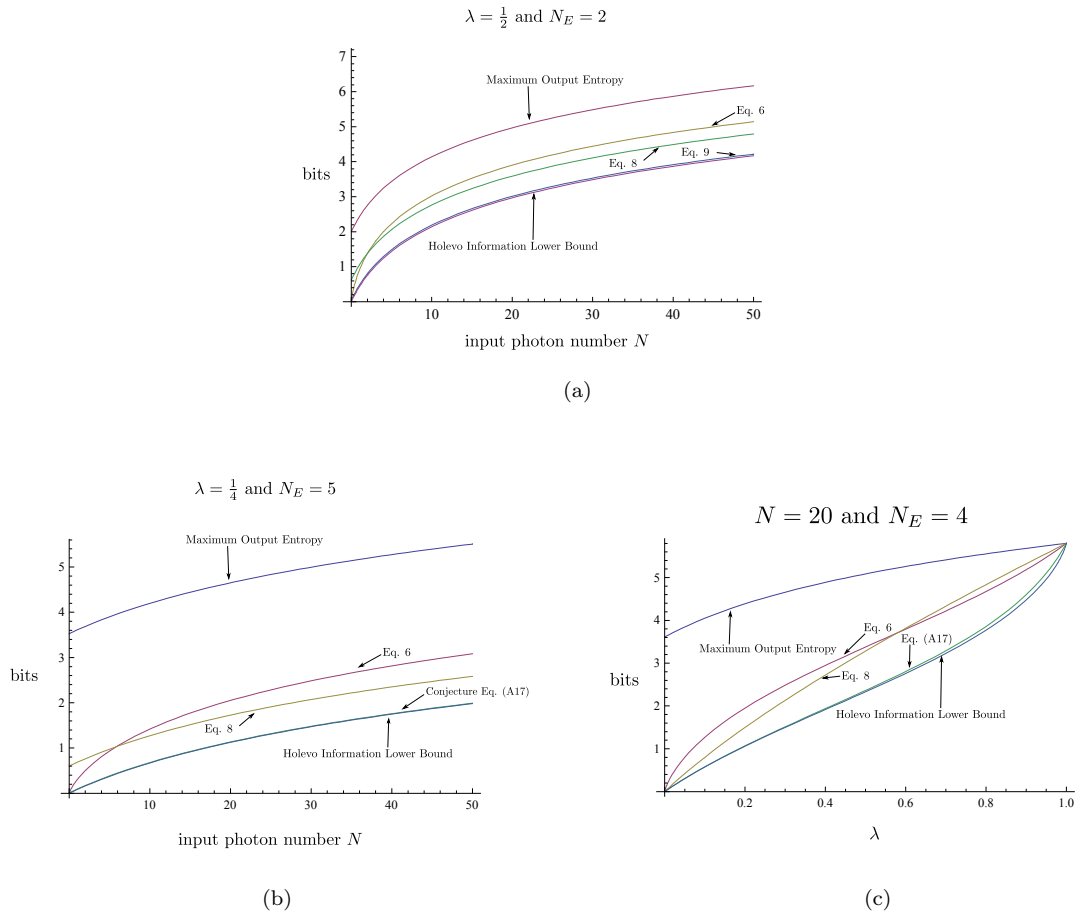 λ = 1/2 and N_E = 2
7
Maximum Output Entropy
6
Eq. 6
5
4
Eq. 9
Eq. 8
bits
3
2
Holevo Information Lower Bound
1
10 20 30 40 50
input photon number N
(a)
λ = 1/4 and N_E = 5
Maximum Output Entropy
5
4
3
Eq. 6
bits
Conjecture Eq. (A17)
2
Eq. 8
Holevo Information Lower Bound
1
10 20 30 40 50
input photon number N
(b)
N = 20 and N_E = 4
5
4
Eq. 6
Eq. (A17)
Maximum Output Entropy
3
Eq. 8
bits
2
Holevo Information Lower Bound
1
0.2 0.4 0.6 0.8 1.0
λ
(c)